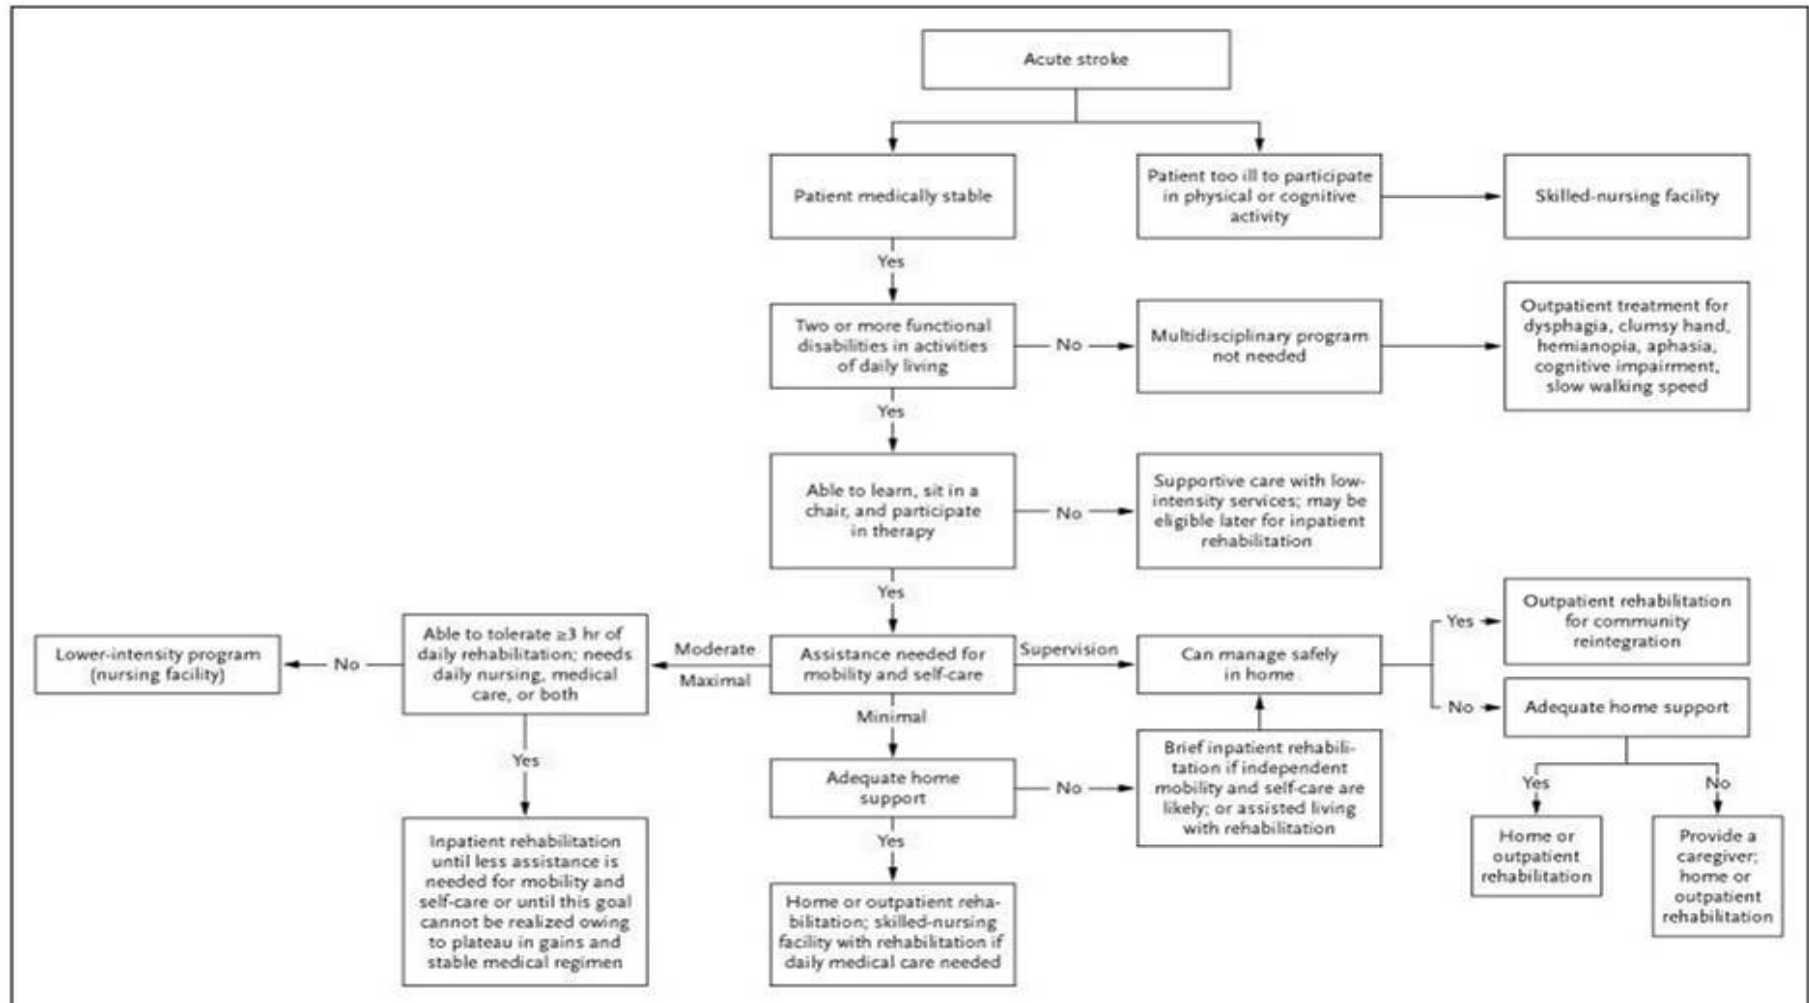 Acute stroke
Patient medically stable
Patient too ill to participate
in physical or cognitive
activity
Skilled-nursing facility
Yes
Two or more functional
disabilities in activities
of daily living
No
Multidisciplinary program
not needed
Outpatient treatment for
dysphagia, clumsy hand,
hemianopia, aphasia,
cognitive impairment,
slow walking speed
Yes
Able to learn, sit in a
chair, and participate
in therapy
No
Supportive care with low-
intensity services; may be
eligible later for inpatient
rehabilitation
Yes
Lower-intensity program
(nursing facility)
No
Able to tolerate ≥3 hr of
daily rehabilitation; needs
daily nursing, medical
care, or both
Moderate
Maximal
Assistance needed for
mobility and self-care
Supervision
Can manage safely
in home
Yes
Outpatient rehabilitation
for community
reintegration
No
Adequate home support
Yes
Inpatient rehabilitation
until less assistance is
needed for mobility and
self-care or until this goal
cannot be realized owing
to plateau in gains and
stable medical regimen
Minimal
Adequate home
support
No
Brief inpatient rehabili-
tation if independent
mobility and self-care are
likely; or assisted living
with rehabilitation
Yes
Home or outpatient reha-
bilitation; skilled-nursing
facility with rehabilitation if
daily medical care needed
Yes
Home or
outpatient
rehabilitation
No
Provide a
caregiver;
home or
outpatient
rehabilitation